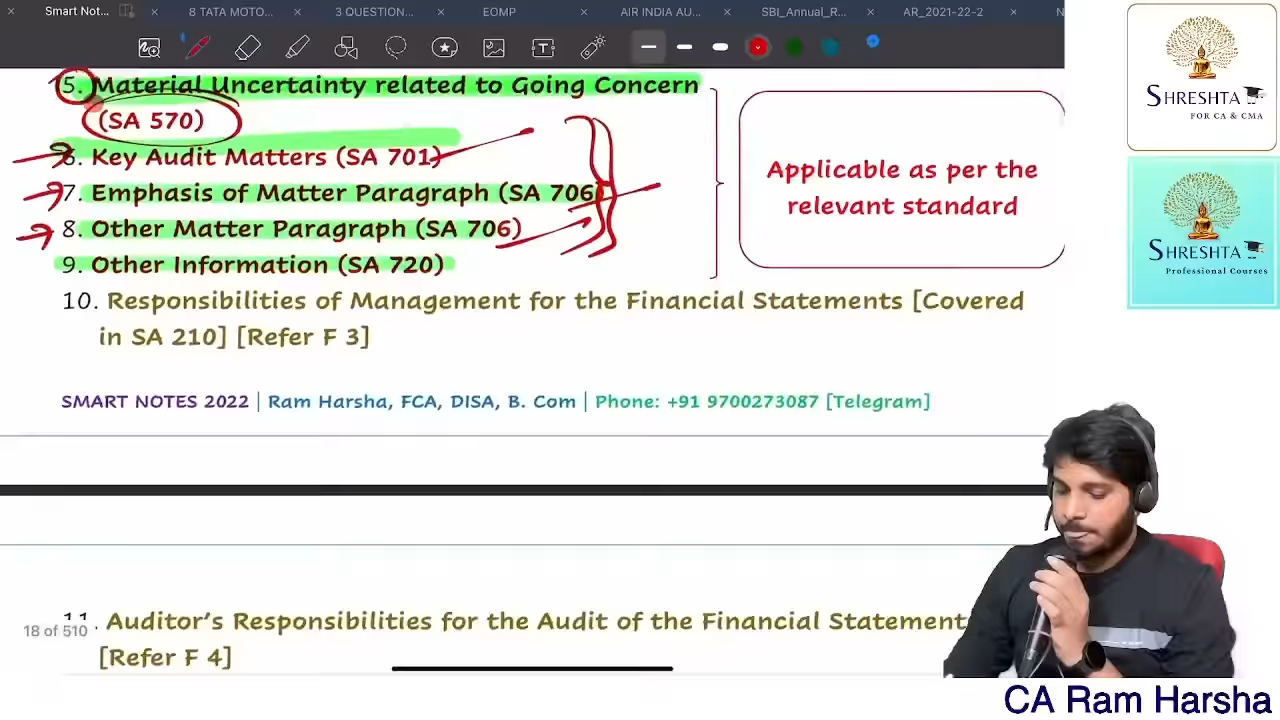 Smart Not...
8 TATA MOTO...
3 QUESTION...
EOMP
AIR INDIA AU...
SBI_Annual_R...
AR_2021-22-2
N
5. Material Uncertainty related to Going Concern
(SA 570)
6. Key Audit Matters (SA 701)
7. Emphasis of Matter Paragraph (SA 706)
8. Other Matter Paragraph (SA 706)
9. Other Information (SA 720)
Applicable as per the
relevant standard
10. Responsibilities of Management for the Financial Statements [Covered
in SA 210] [Refer F 3]
SMART NOTES 2022 | Ram Harsha, FCA, DISA, B. Com | Phone: +91 9700273087 [Telegram]
11. Auditor's Responsibilities for the Audit of the Financial Statement
[Refer F 4]
18 of 510
SHRESHTA
FOR CA & CMA
SHRESHTA
Professional Courses
CA Ram Harsha